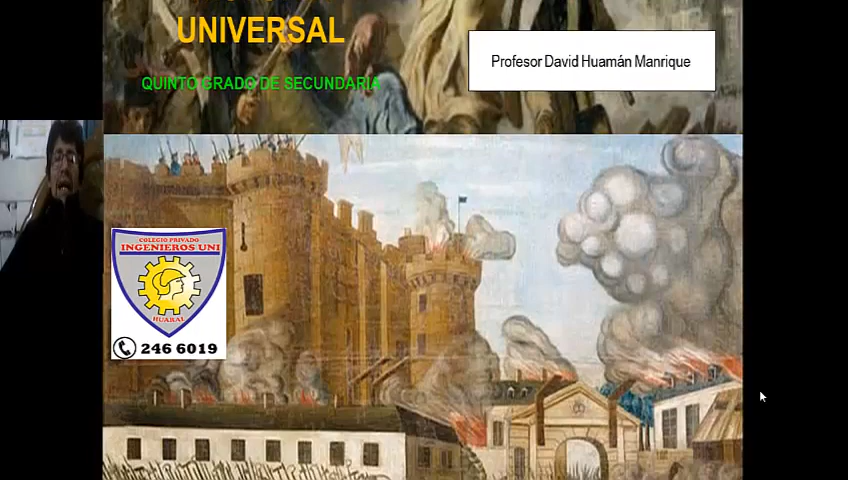 UNIVERSAL
QUINTO GRADO DE SECUNDARIA
Profesor David Huamán Manrique
COLEGIO PRIVADO
INGENIEROS UNI
HUARAL
246 6019